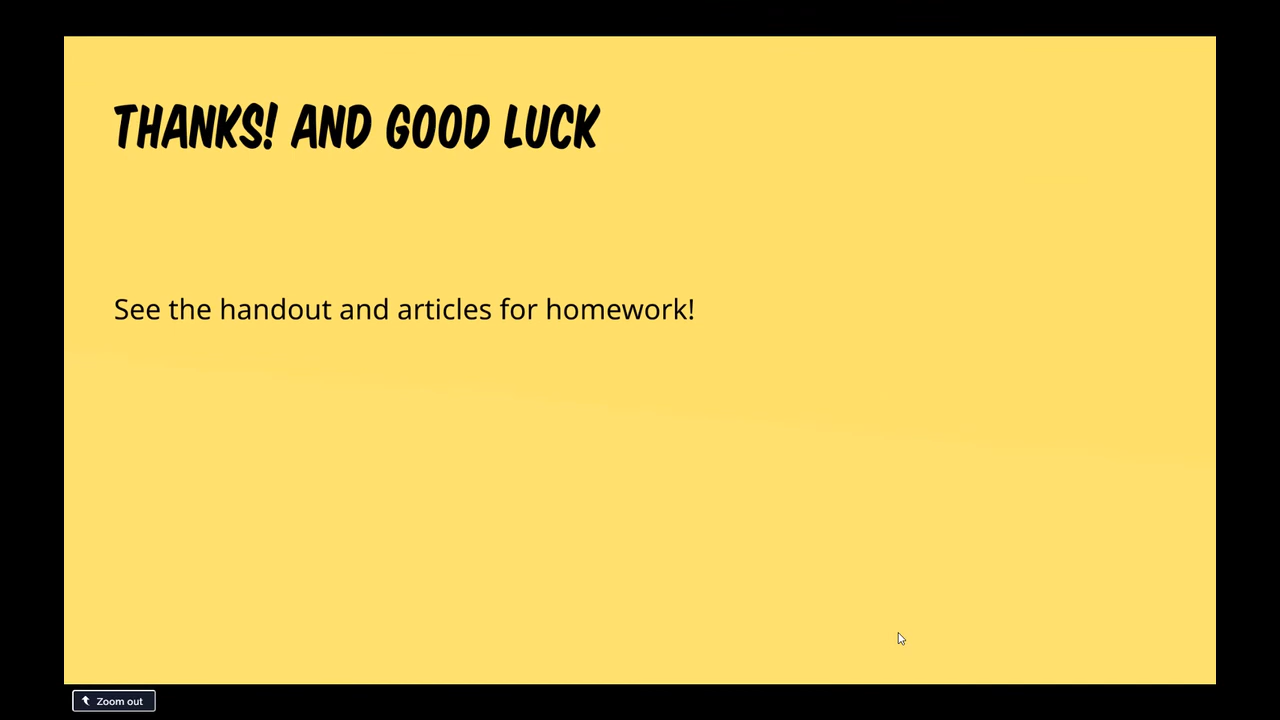 THANKS! AND GOOD LUCK
See the handout and articles for homework!
Zoom out